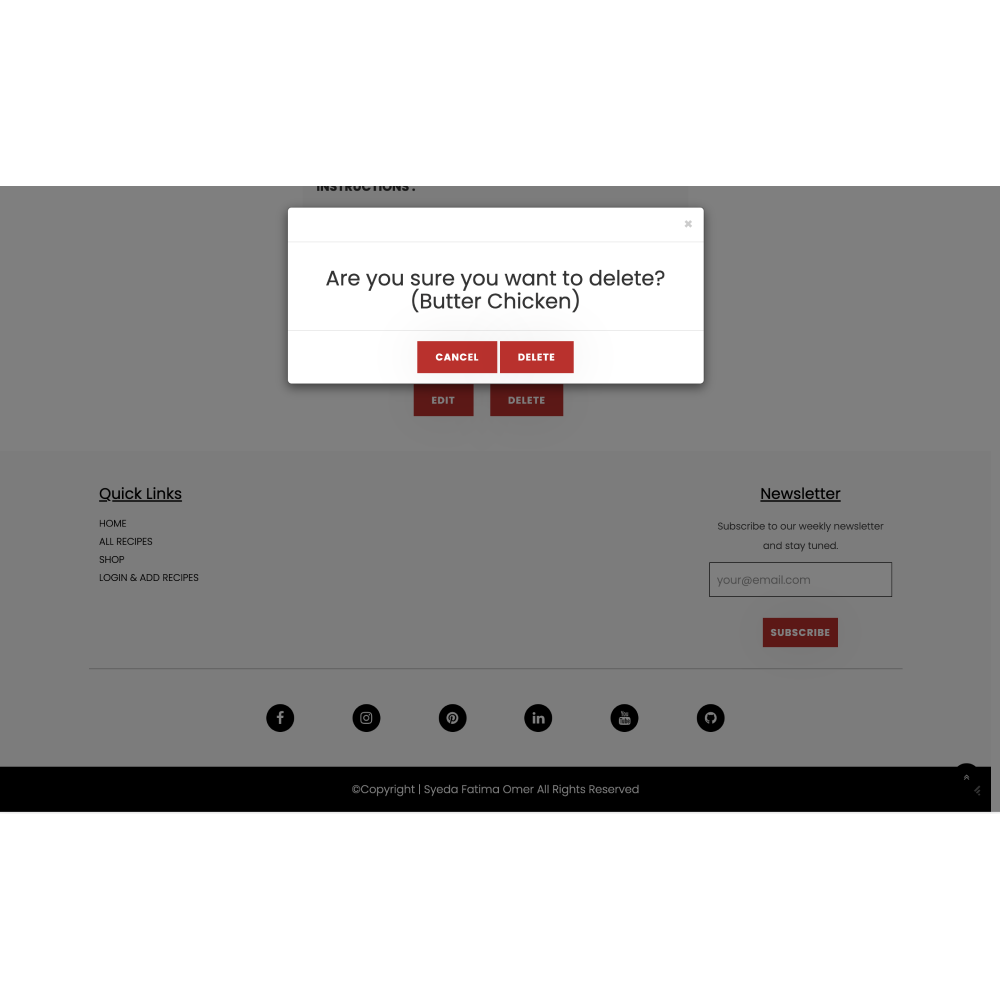 INSTRUCTIONS :
×
Are you sure you want to delete?
(Butter Chicken)
CANCEL DELETE
EDIT DELETE
Quick Links
HOME
ALL RECIPES
SHOP
LOGIN & ADD RECIPES
Newsletter
Subscribe to our weekly newsletter
and stay tuned.
your@email.com
SUBSCRIBE
©Copyright | Syeda Fatima Omer All Rights Reserved